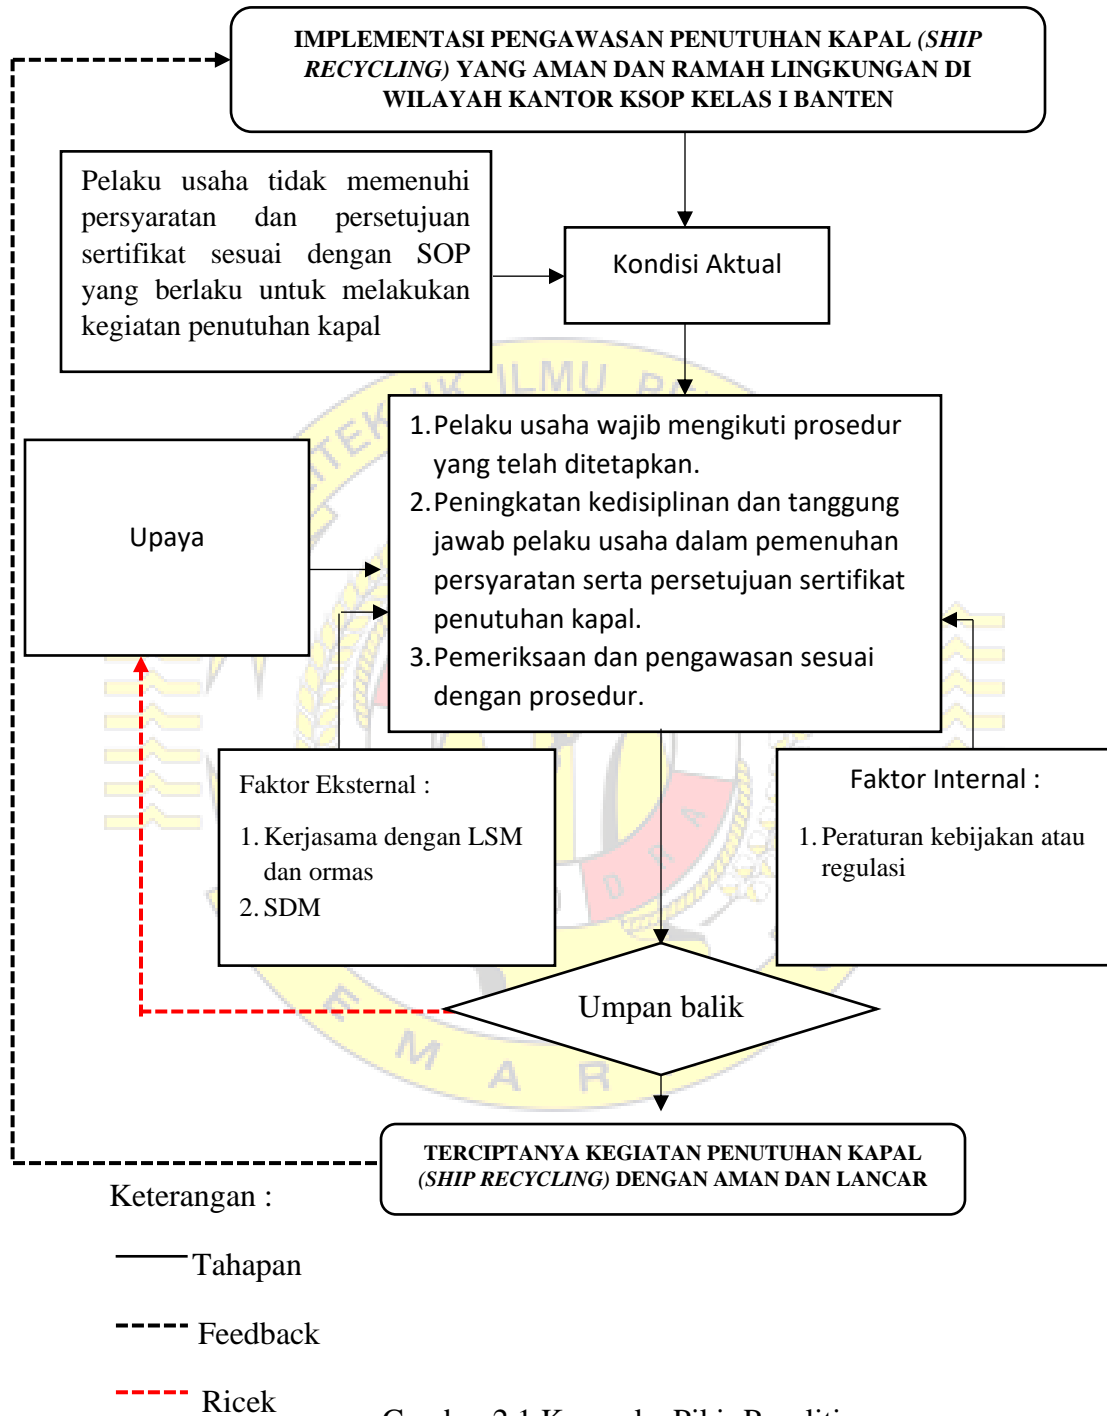 IMPLEMENTASI PENGAWASAN PENUTUHAN KAPAL (SHIP
RECYCLING) YANG AMAN DAN RAMAH LINGKUNGAN DI
WILAYAH KANTOR KSOP KELAS I BANTEN
Pelaku usaha tidak memenuhi
persyaratan dan persetujuan
sertifikat sesuai dengan SOP
yang berlaku untuk melakukan
kegiatan penutuhan kapal
Kondisi Aktual
ILMU
Upaya
1. Pelaku usaha wajib mengikuti prosedur
yang telah ditetapkan.
2. Peningkatan kedisiplinan dan tanggung
jawab pelaku usaha dalam pemenuhan
persyaratan serta persetujuan sertifikat
penutuhan kapal.
3. Pemeriksaan dan pengawasan sesuai
dengan prosedur.
Faktor Eksternal :
1. Kerjasama dengan LSM
dan ormas
2. SDM
Faktor Internal :
1. Peraturan kebijakan atau
regulasi
Umpan balik
E M A R
TERCIPTANYA KEGIATAN PENUTUHAN KAPAL
(SHIP RECYCLING) DENGAN AMAN DAN LANCAR
Keterangan :
Tahapan
Feedback
Ricek